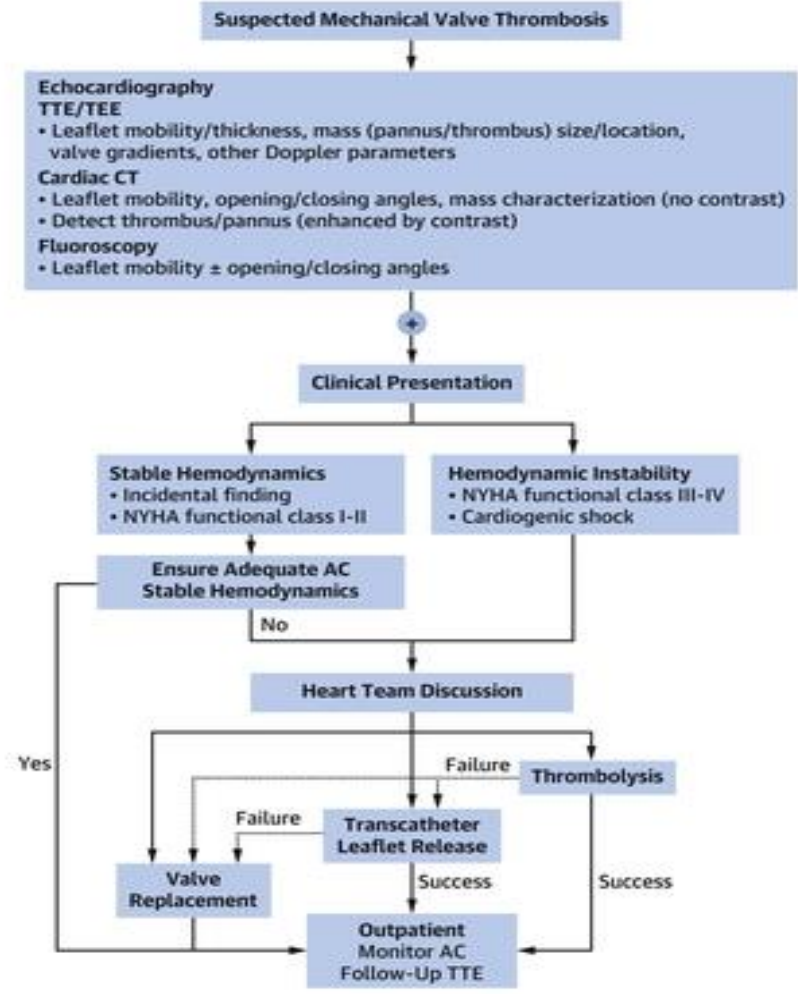 Suspected Mechanical Valve Thrombosis
Echocardiography
TTE/TEE
• Leaflet mobility/thickness, mass (pannus/thrombus) size/location,
valve gradients, other Doppler parameters
Cardiac CT
• Leaflet mobility, opening/closing angles, mass characterization (no contrast)
• Detect thrombus/pannus (enhanced by contrast)
Fluoroscopy
• Leaflet mobility ± opening/closing angles
+
Clinical Presentation
Stable Hemodynamics
• Incidental finding
• NYHA functional class I-II
Hemodynamic Instability
• NYHA functional class III-IV
• Cardiogenic shock
Ensure Adequate AC
Stable Hemodynamics
No
Heart Team Discussion
Yes
Failure
Thrombolysis
Failure
Transcatheter
Leaflet Release
Valve
Replacement
Success
Success
Outpatient
Monitor AC
Follow-Up TTE